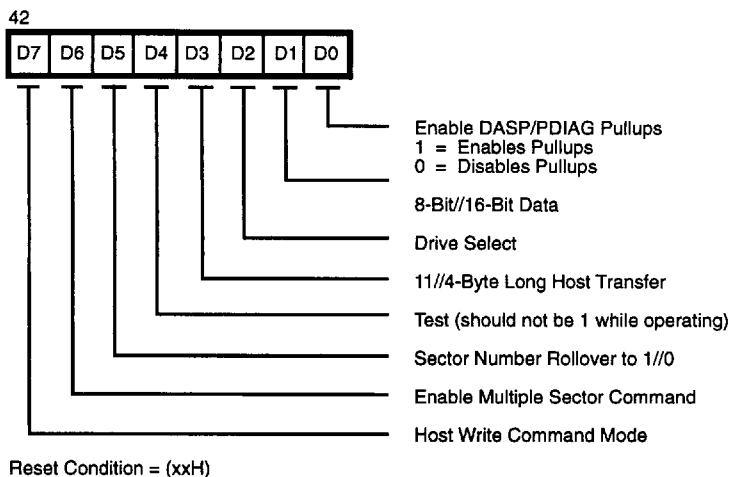 42
D7 D6 D5 D4 D3 D2 D1 D0
Enable DASP/PDIAG Pullups
1 = Enables Pullups
0 = Disables Pullups
8-Bit//16-Bit Data
Drive Select
11//4-Byte Long Host Transfer
Test (should not be 1 while operating)
Sector Number Rollover to 1//0
Enable Multiple Sector Command
Host Write Command Mode
Reset Condition = (xxH)